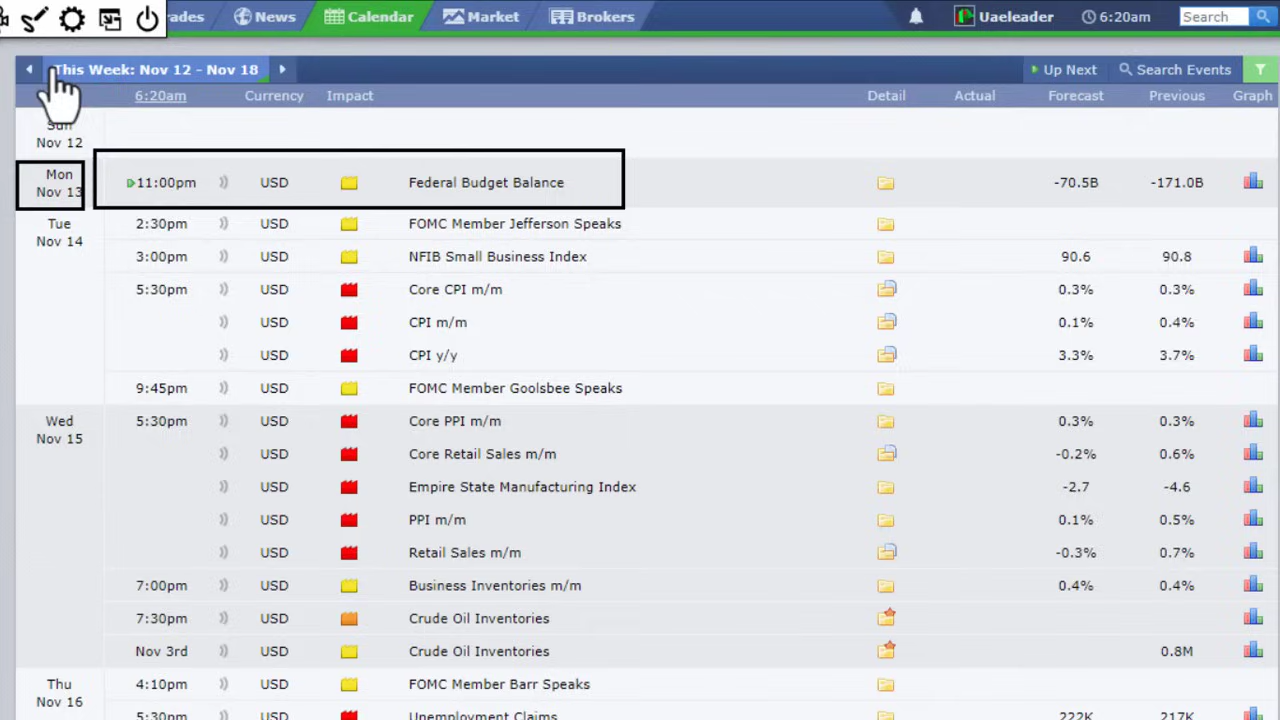 rades News Calendar Market Brokers Uaeleader 6:20am Search
This Week: Nov 12 - Nov 18 Up Next Search Events
6:20am Currency Impact Detail Actual Forecast Previous Graph
Sun
Nov 12
Mon
Nov 13
11:00pm USD Federal Budget Balance -70.5B -171.0B
Tue
Nov 14
2:30pm USD FOMC Member Jefferson Speaks
3:00pm USD NFIB Small Business Index 90.6 90.8
5:30pm USD Core CPI m/m 0.3% 0.3%
USD CPI m/m 0.1% 0.4%
USD CPI y/y 3.3% 3.7%
9:45pm USD FOMC Member Goolsbee Speaks
Wed
Nov 15
5:30pm USD Core PPI m/m 0.3% 0.3%
USD Core Retail Sales m/m -0.2% 0.6%
USD Empire State Manufacturing Index -2.7 -4.6
USD PPI m/m 0.1% 0.5%
USD Retail Sales m/m -0.3% 0.7%
7:00pm USD Business Inventories m/m 0.4% 0.4%
7:30pm USD Crude Oil Inventories
Nov 3rd USD Crude Oil Inventories 0.8M
Thu
Nov 16
4:10pm USD FOMC Member Barr Speaks
5:30pm USD Unemployment Claims 222K 217K